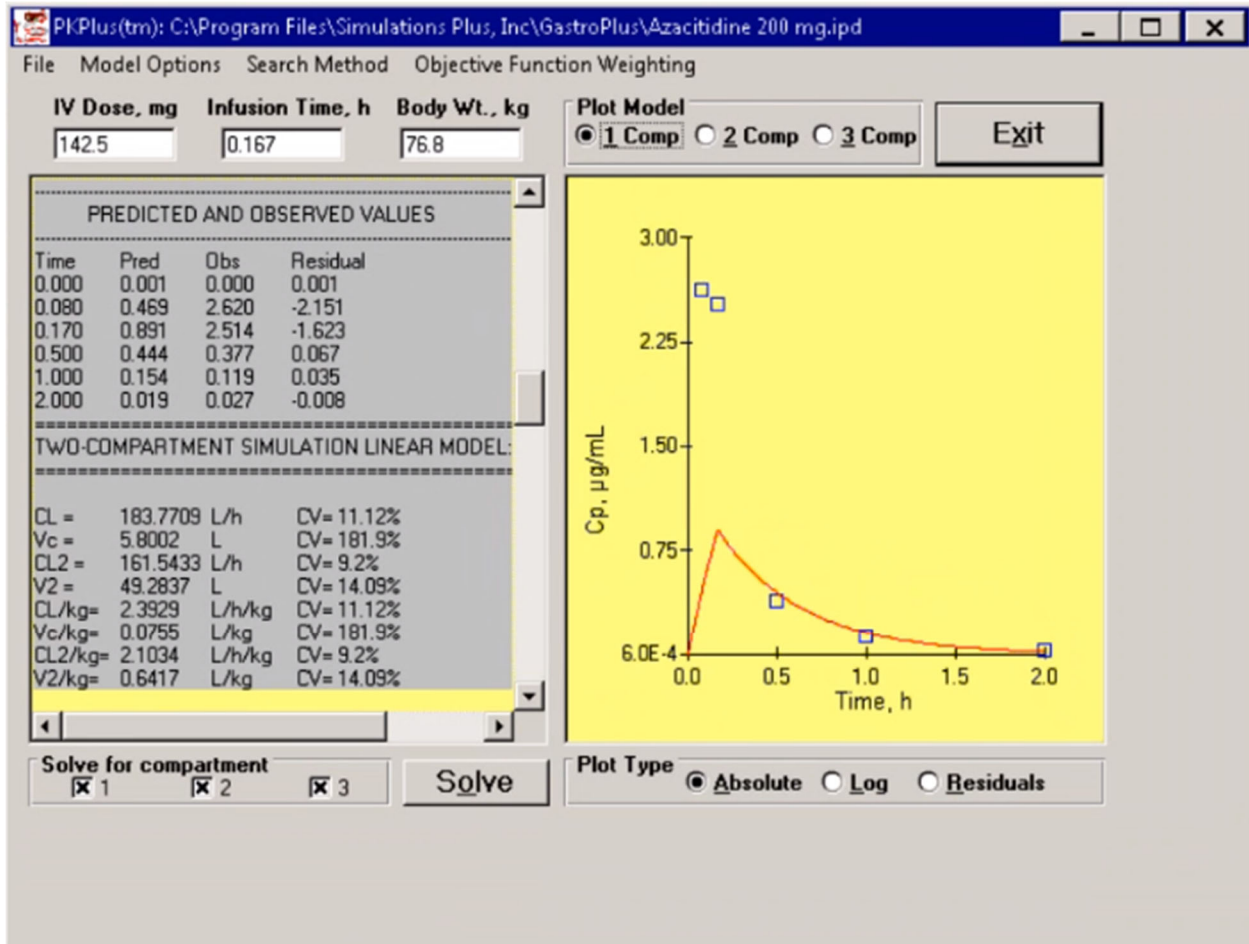 PKPlus(tm): C:\Program Files\Simulations Plus, Inc\GastroPlus\Azacitidine 200 mg.ipd
File Model Options Search Method Objective Function Weighting
IV Dose, mg Infusion Time, h Body Wt., kg
142.5 0.167 76.8
Plot Model
1 Comp 2 Comp 3 Comp
Exit
PREDICTED AND OBSERVED VALUES
Time Pred Obs Residual
0.000 0.001 0.000 0.001
0.080 0.469 2.620 -2.151
0.170 0.891 2.514 -1.623
0.500 0.444 0.377 0.067
1.000 0.154 0.119 0.035
2.000 0.019 0.027 -0.008
TWO-COMPARTMENT SIMULATION LINEAR MODEL:
CL = 183.7709 L/h CV= 11.12%
Vc = 5.8002 L CV= 181.9%
CL2 = 161.5433 L/h CV= 9.2%
V2 = 49.2837 L CV= 14.09%
CL/kg= 2.3929 L/h/kg CV= 11.12%
Vc/kg= 0.0755 L/kg CV= 181.9%
CL2/kg= 2.1034 L/h/kg CV= 9.2%
V2/kg= 0.6417 L/kg CV= 14.09%
3.00
2.25
1.50
0.75
6.0E-4
Cp, µg/mL
0.0 0.5 1.0 1.5 2.0
Time, h
Solve for compartment
1 2 3
Solve
Plot Type
Absolute Log Residuals